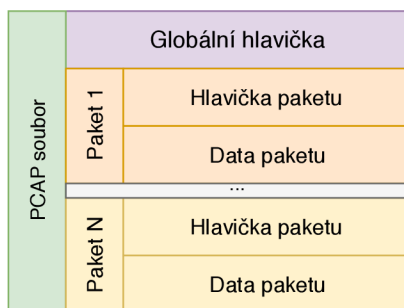 PCAP soubor
Globální hlavička
Paket 1
Hlavička paketu
Data paketu
...
Paket N
Hlavička paketu
Data paketu